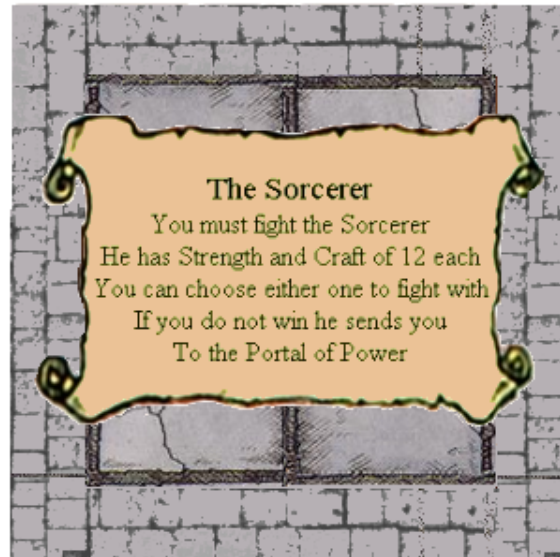 The Sorcerer
You must fight the Sorcerer
He has Strength and Craft of 12 each
You can choose either one to fight with
If you do not win he sends you
To the Portal of Power